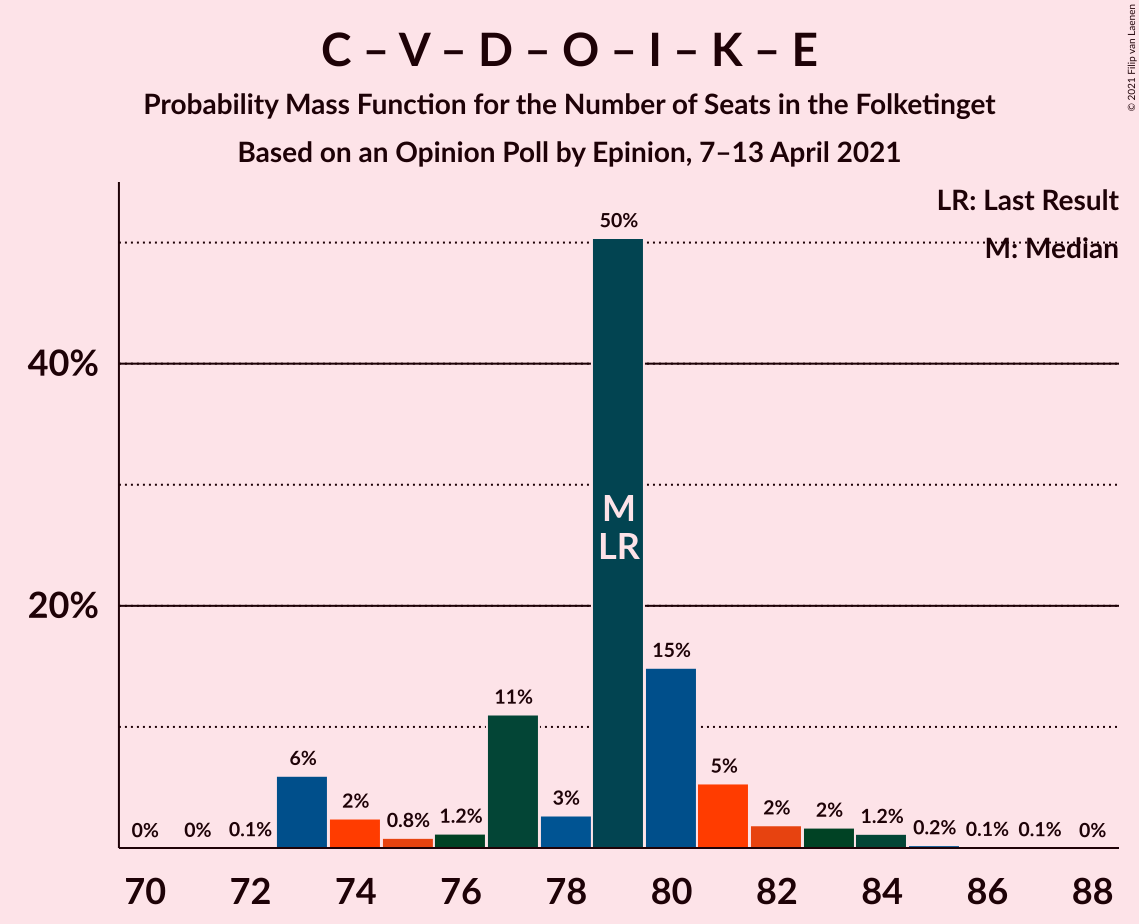 C – V – D – O – I – K – E
Probability Mass Function for the Number of Seats in the Folketinget
Based on an Opinion Poll by Epinion, 7–13 April 2021
© 2021 Filip van Laenen
LR: Last Result
M: Median
40%
20%
0%
0%
0.1%
6%
2%
0.8%
1.2%
11%
3%
50%
15%
5%
2%
2%
1.2%
0.2%
0.1%
0.1%
0%
M
LR
70 72 74 76 78 80 82 84 86 88